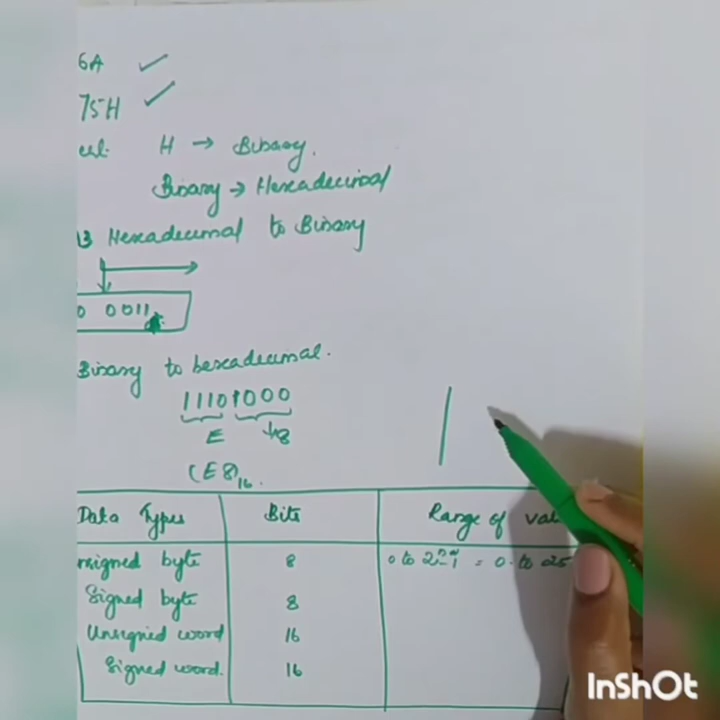 6A
75H
H → Binary.
Binary → Hexadecimal
13 Hexadecimal to Binary
0 0011
Binary to hexadecimal.
11101000
E 8
(E8)16.
Data Types Bits Range of val
nsigned byte 8 0 to 2 -1 = 0 to 25
Signed byte 8
Unsigned word 16
Signed word. 16
InShOt